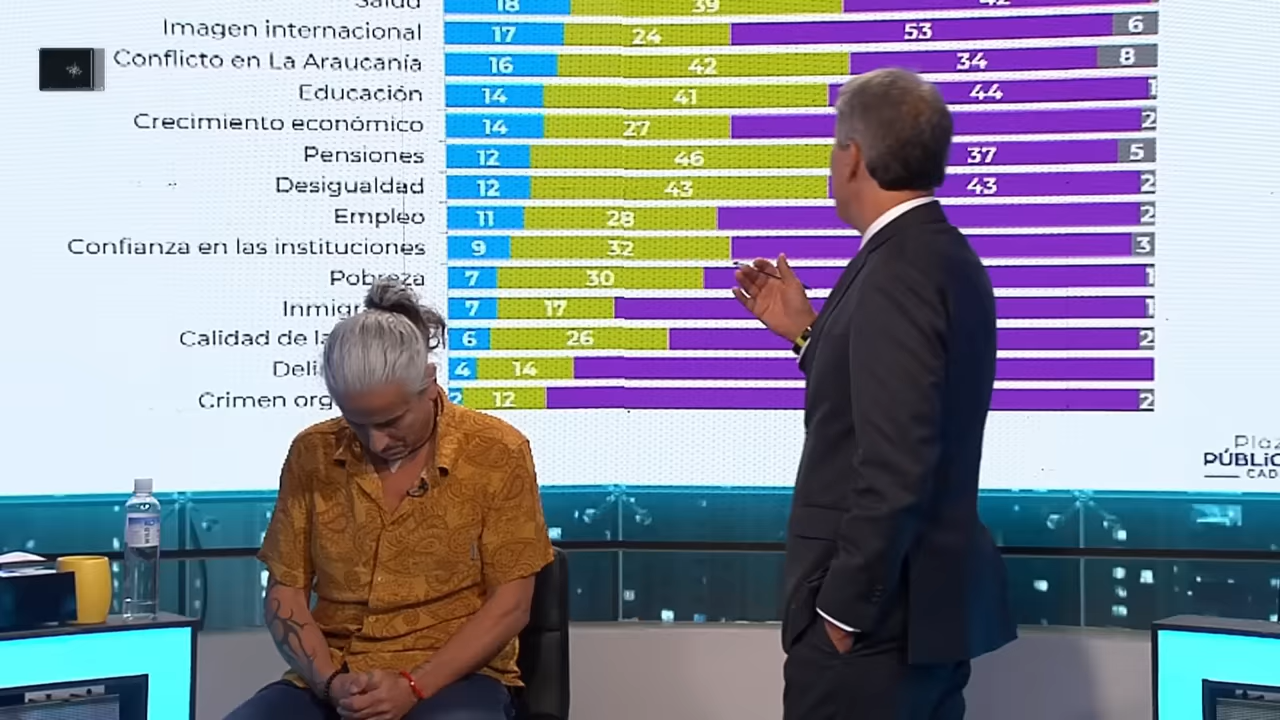 Salud 18 39 42
Imagen internacional 17 24 53 6
Conflicto en La Araucanía 16 42 34 8
Educación 14 41 44 1
Crecimiento económico 14 27 2
Pensiones 12 46 37 5
Desigualdad 12 43 43 2
Empleo 11 28 2
Confianza en las instituciones 9 32 3
Pobreza 7 30 1
Inmigr 7 17 1
Calidad de la 6 26 2
Deli 4 14
Crimen org 2 12 2
Plaz
PÚBLIC
CAD